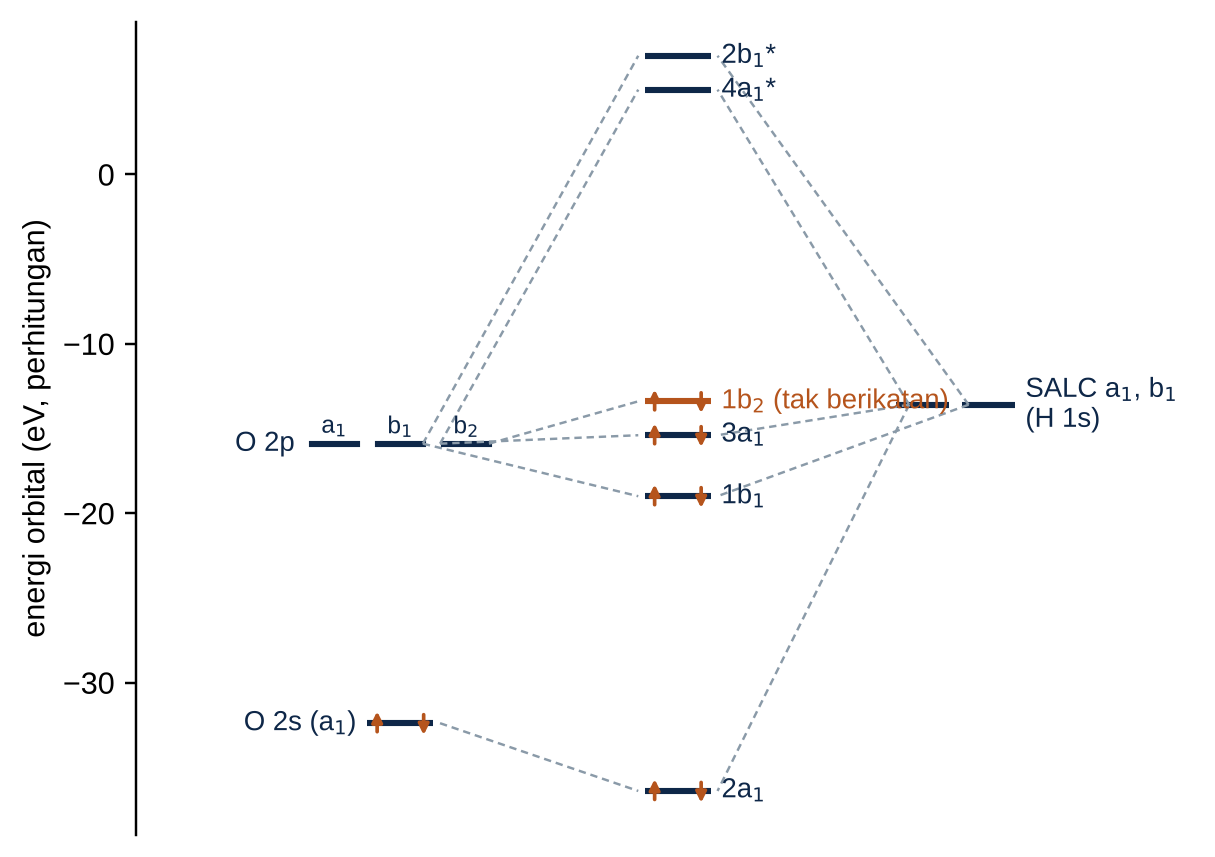 energi orbital (eV, perhitungan)
0
−10
−20
−30
2b₁*
4a₁*
1b₂ (tak berikatan)
3a₁
1b₁
2a₁
O 2p
a₁
b₁
b₂
O 2s (a₁)
SALC a₁, b₁
(H 1s)